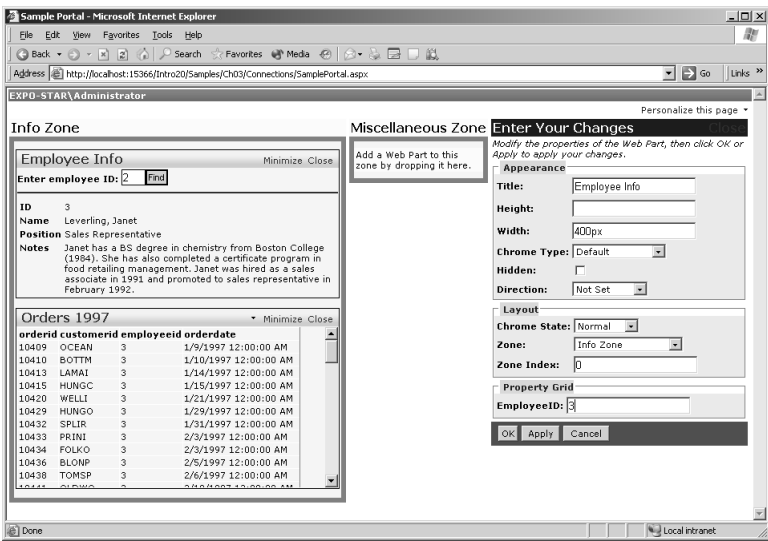 Sample Portal - Microsoft Internet Explorer
File Edit View Favorites Tools Help
Back Search Favorites Media
Address http://localhost:15366/Intro20/Samples/Ch03/Connections/SamplePortal.aspx Go Links »
EXPO-STAR\Administrator
Personalize this page
Info Zone
Employee Info Minimize Close
Enter employee ID: 2 Find
ID 3
Name Leverling, Janet
Position Sales Representative
Notes Janet has a BS degree in chemistry from Boston College
(1984). She has also completed a certificate program in
food retailing management. Janet was hired as a sales
associate in 1991 and promoted to sales representative in
February 1992.
Orders 1997 Minimize Close
orderid customerid employeeid orderdate
10409 OCEAN 3 1/9/1997 12:00:00 AM
10410 BOTTM 3 1/10/1997 12:00:00 AM
10413 LAMAI 3 1/14/1997 12:00:00 AM
10415 HUNGC 3 1/15/1997 12:00:00 AM
10420 WELLI 3 1/21/1997 12:00:00 AM
10429 HUNGO 3 1/29/1997 12:00:00 AM
10432 SPLIR 3 1/31/1997 12:00:00 AM
10433 PRINI 3 2/3/1997 12:00:00 AM
10434 FOLKO 3 2/3/1997 12:00:00 AM
10436 BLONP 3 2/5/1997 12:00:00 AM
10438 TOMSP 3 2/6/1997 12:00:00 AM
Miscellaneous Zone
Add a Web Part to this
zone by dropping it here.
Enter Your Changes Close
Modify the properties of the Web Part, then click OK or
Apply to apply your changes.
Appearance
Title: Employee Info
Height:
Width: 400px
Chrome Type: Default
Hidden:
Direction: Not Set
Layout
Chrome State: Normal
Zone: Info Zone
Zone Index: 0
Property Grid
EmployeeID: 3
OK Apply Cancel
Done Local intranet